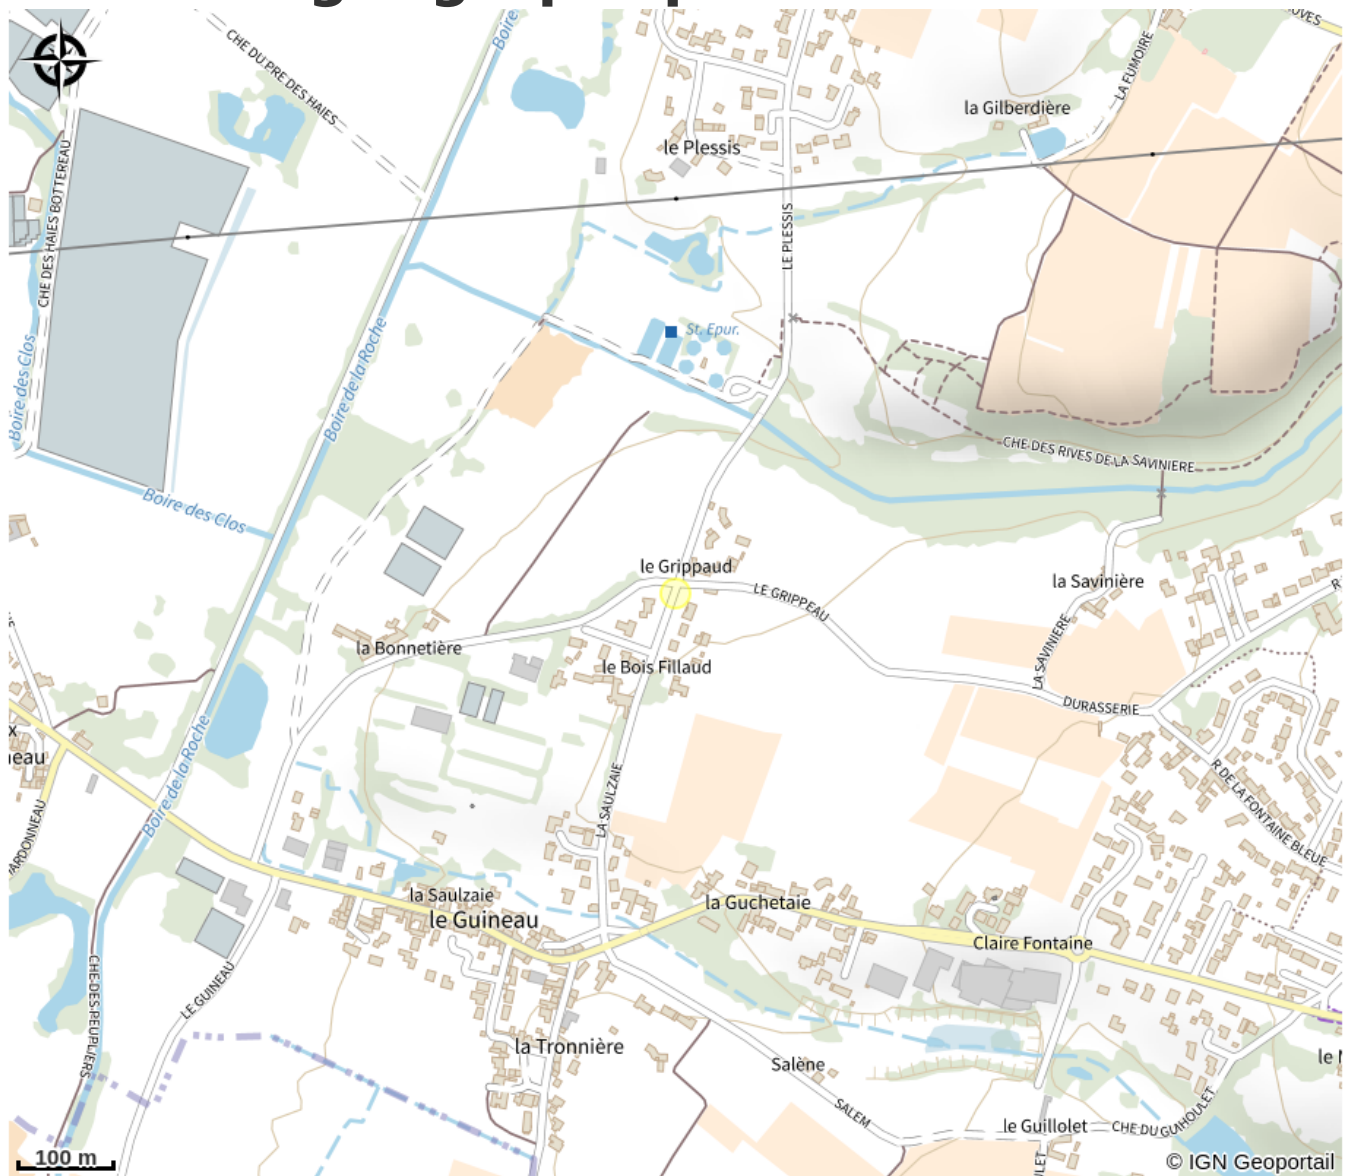 Boire
CHE DU PRE DES HAIES
LA FUMOIRE
la Gilberdière
le Plessis
CHE DES HAIES BOTTEREAU
LE PLESSIS
St. Epur.
Boire de la Roche
Boire des Clos
CHE DES RIVES DE LA SAVINIERE
Boire des Clos
le Grippaud
la Savinière
LE GRIPPEAU
la Bonnetière
le Bois Fillaud
LA SAVINIERE
DURASSERIE
Boire de la Roche
R DE LA FONTAINE BLEUE
LA SAULZAIE
la Saulzaie
le Guineau
la Guchetaie
Claire Fontaine
CHE DES PEUPLIERS
LE GUINEAU
la Tronnière
Salène
SALEM
le Guillolet
CHE DU GUIHOULET
100 m
© IGN Geoportail